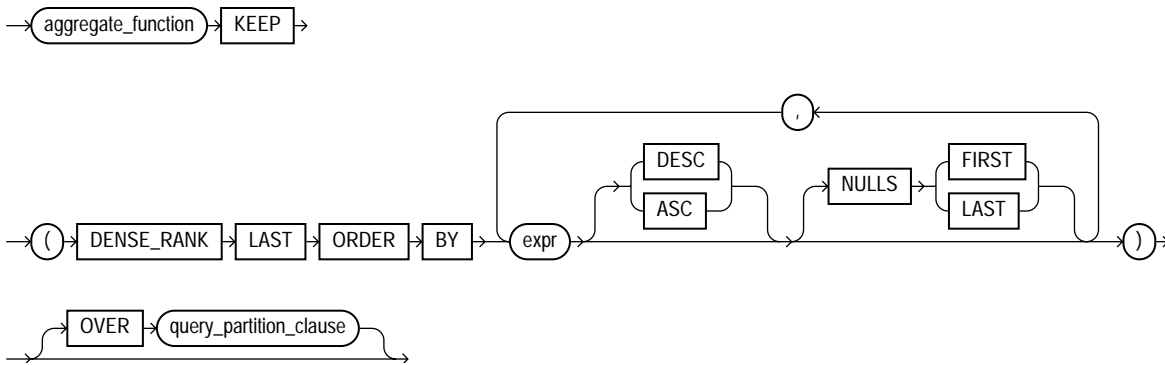 aggregate_function KEEP
,
DESC FIRST
NULLS
ASC LAST
( DENSE_RANK LAST ORDER BY expr )
OVER query_partition_clause